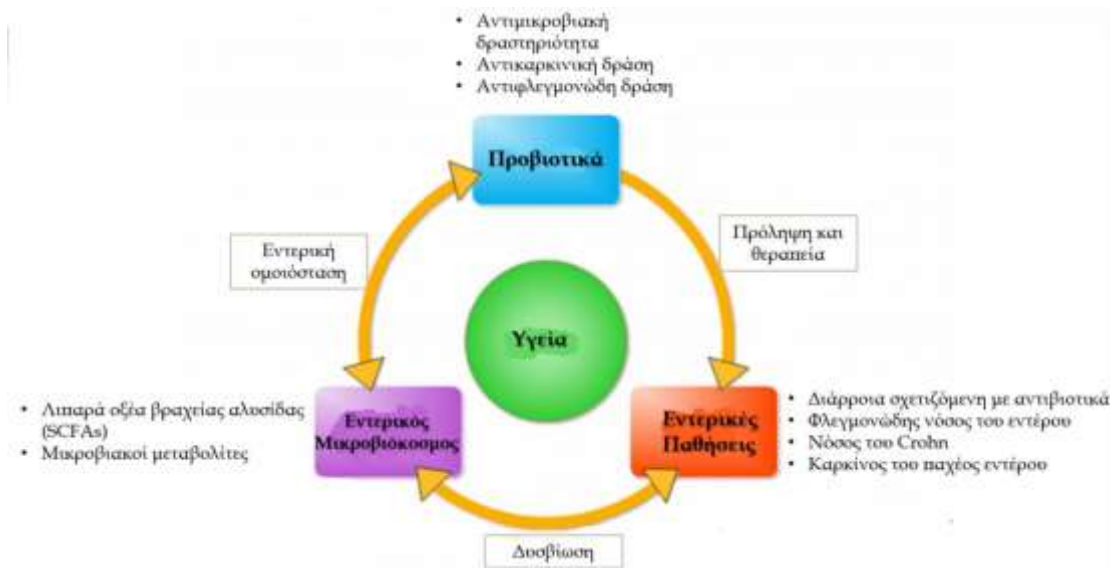 • Αντιμικροβιακή
δραστηριότητα
• Αντικαρκινική δράση
• Αντιφλεγμονώδη δράση
Προβιοτικά
Εντερική
ομοιόσταση
Πρόληψη και
θεραπεία
Υγεία
• Λιπαρά οξέα βραχείας αλυσίδας
(SCFAs)
• Μικροβιακοί μεταβολίτες
Εντερικός
Μικροβιόκοσμος
Εντερικές
Παθήσεις
• Διάρροια σχετιζόμενη με αντιβιοτικά
• Φλεγμονώδης νόσος του εντέρου
• Νόσος του Crohn
• Καρκίνος του παχέος εντέρου
Δυσβίωση